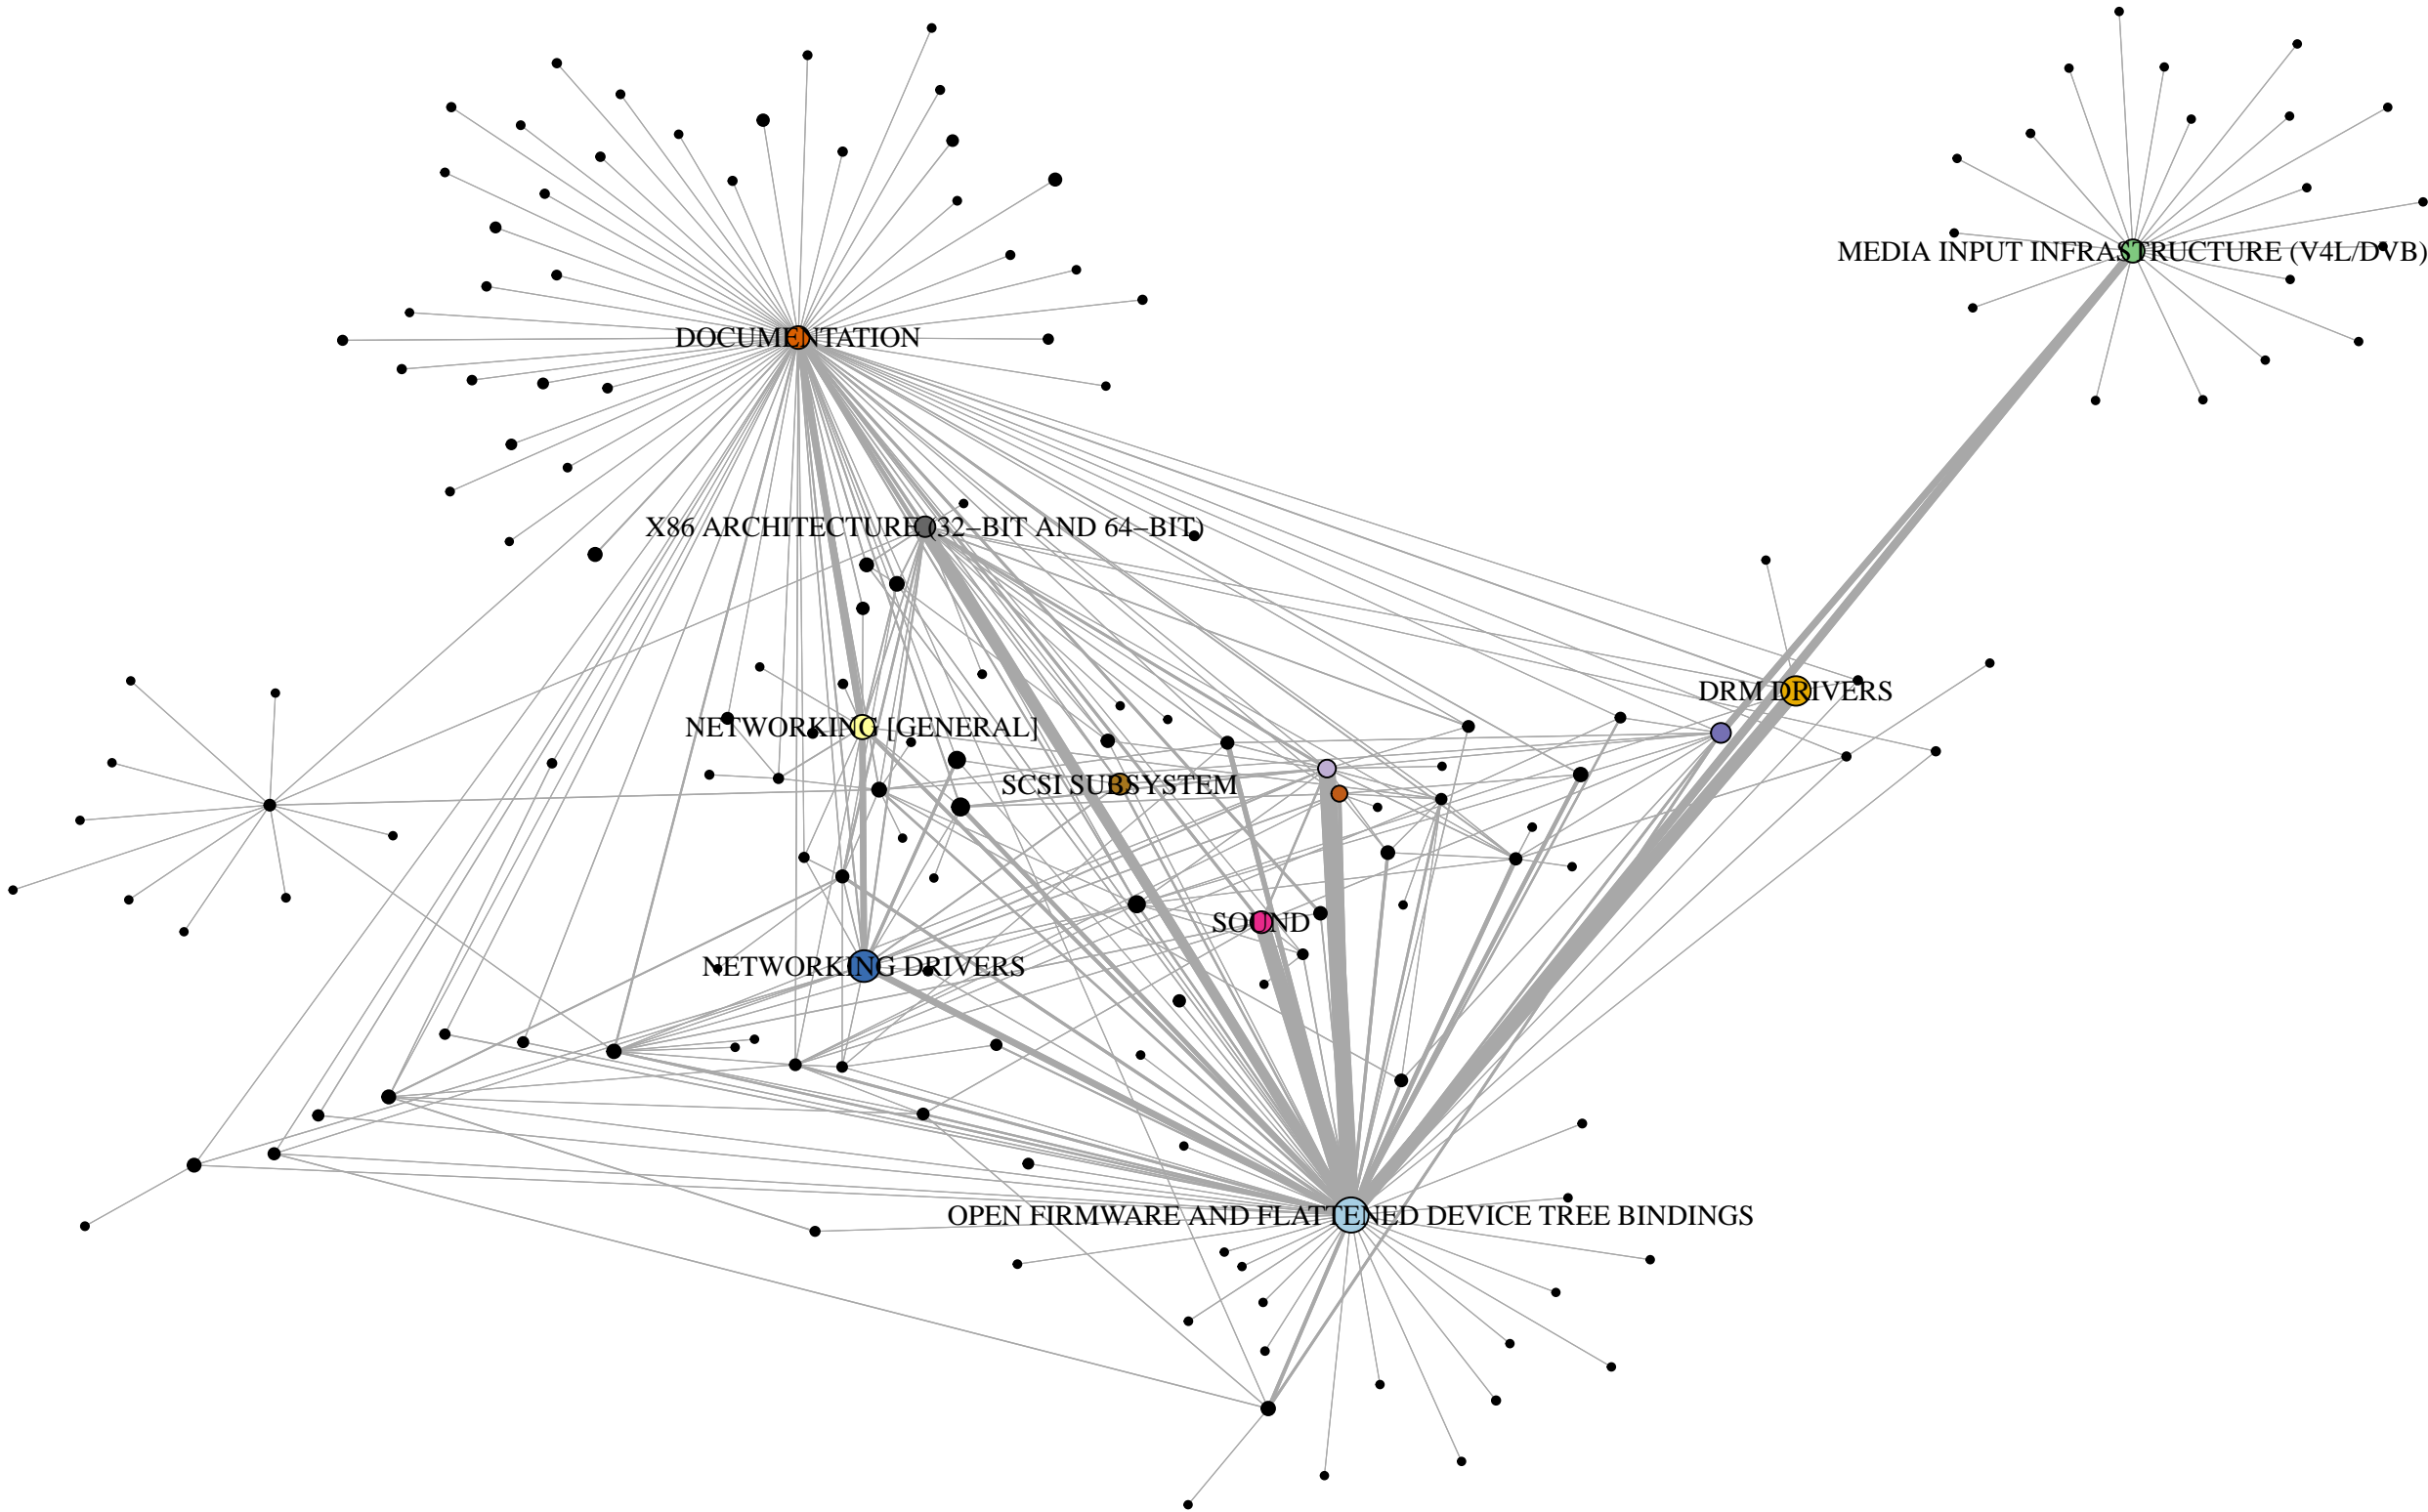 DOCUMENTATION
MEDIA INPUT INFRASTRUCTURE (V4L/DVB)
X86 ARCHITECTURE (32−BIT AND 64−BIT)
DRM DRIVERS
NETWORKING [GENERAL]
SCSI SUBSYSTEM
SOUND
NETWORKING DRIVERS
OPEN FIRMWARE AND FLATTENED DEVICE TREE BINDINGS